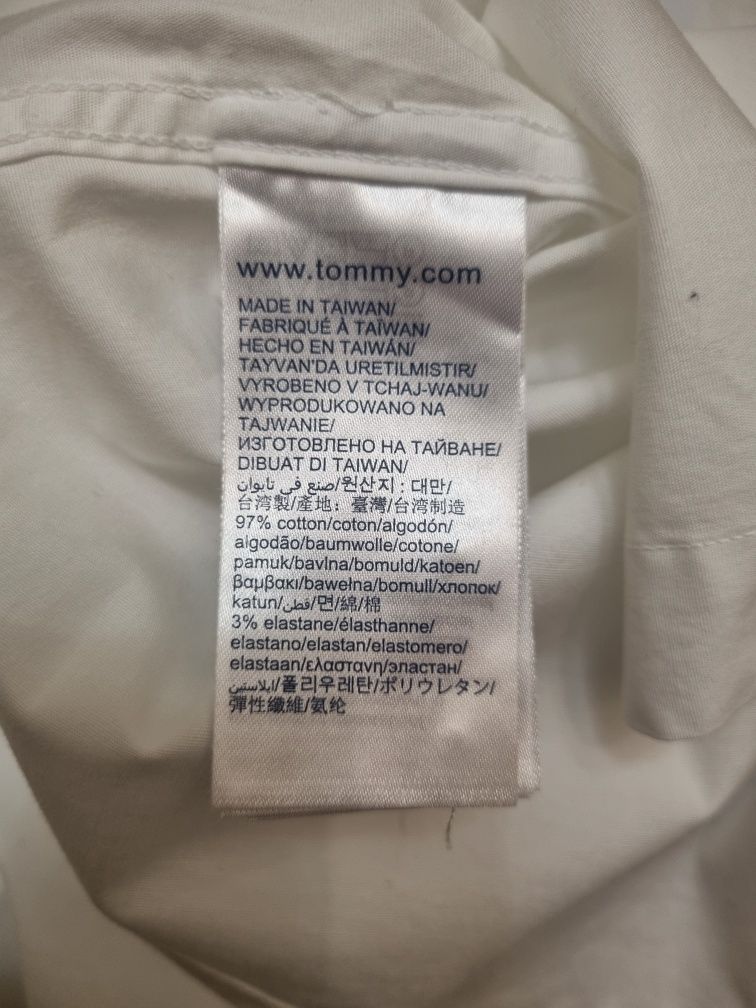 www.tommy.com
MADE IN TAIWAN/
FABRIQUÉ À TAÏWAN/
HECHO EN TAIWÁN/
TAYVAN'DA URETILMISTIR/
VYROBENO V TCHAJ-WANU/
WYPRODUKOWANO NA
TAJWANIE/
ИЗГОТОВЛЕНО НА ТАЙВАНЕ/
DIBUAT DI TAIWAN/
صنع في تايوان/원산지 : 대만/
台湾製/產地：臺灣/台湾制造
97% cotton/coton/algodón/
algodão/baumwolle/cotone/
pamuk/bavlna/bomuld/katoen/
βαμβακι/bawełna/bomull/хлопок/
katun/قطن/면/綿/棉
3% elastane/élasthanne/
elastano/elastan/elastomero/
elastaan/ελαστανη/эластан/
ايلاستين/폴리우레탄/ポリウレタン/
彈性纖維/氨纶